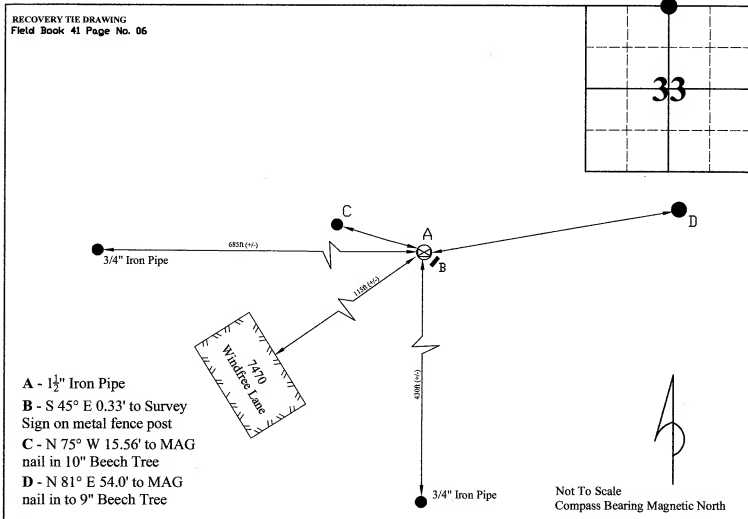 RECOVERY TIE DRAWING
Field Book 41 Page No. 06
33
C
A
D
B
685ft (+/-)
3/4" Iron Pipe
115ft (+/-)
7470
Windfree Lane
430ft (+/-)
A - 1½" Iron Pipe
B - S 45° E 0.33' to Survey
Sign on metal fence post
C - N 75° W 15.56' to MAG
nail in 10" Beech Tree
D - N 81° E 54.0' to MAG
nail in to 9" Beech Tree
3/4" Iron Pipe
Not To Scale
Compass Bearing Magnetic North